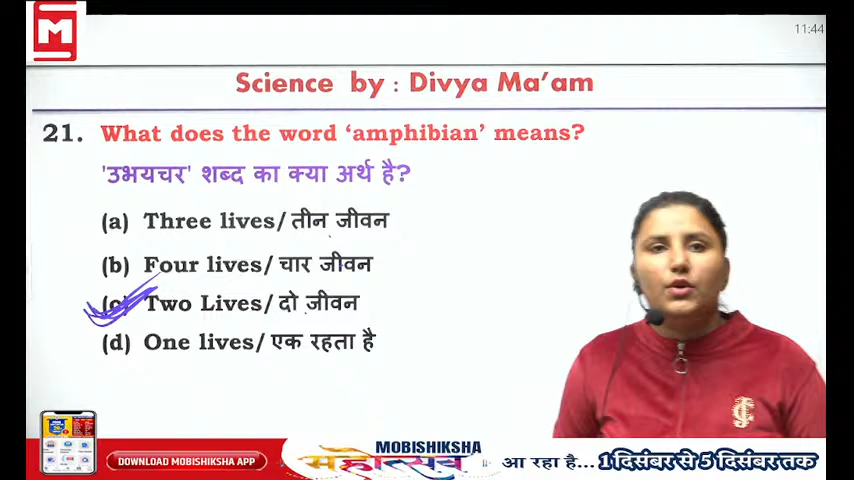 M
11:44
Science by : Divya Ma’am
21. What does the word ‘amphibian’ means?
'उभयचर' शब्द का क्या अर्थ है?
(a) Three lives/ तीन जीवन
(b) Four lives/ चार जीवन
(c) Two Lives/ दो जीवन
(d) One lives/ एक रहता है
DOWNLOAD MOBISHIKSHA APP
MOBISHIKSHA
महोत्सव
आ रहा है... 1 दिसंबर से 5 दिसंबर तक